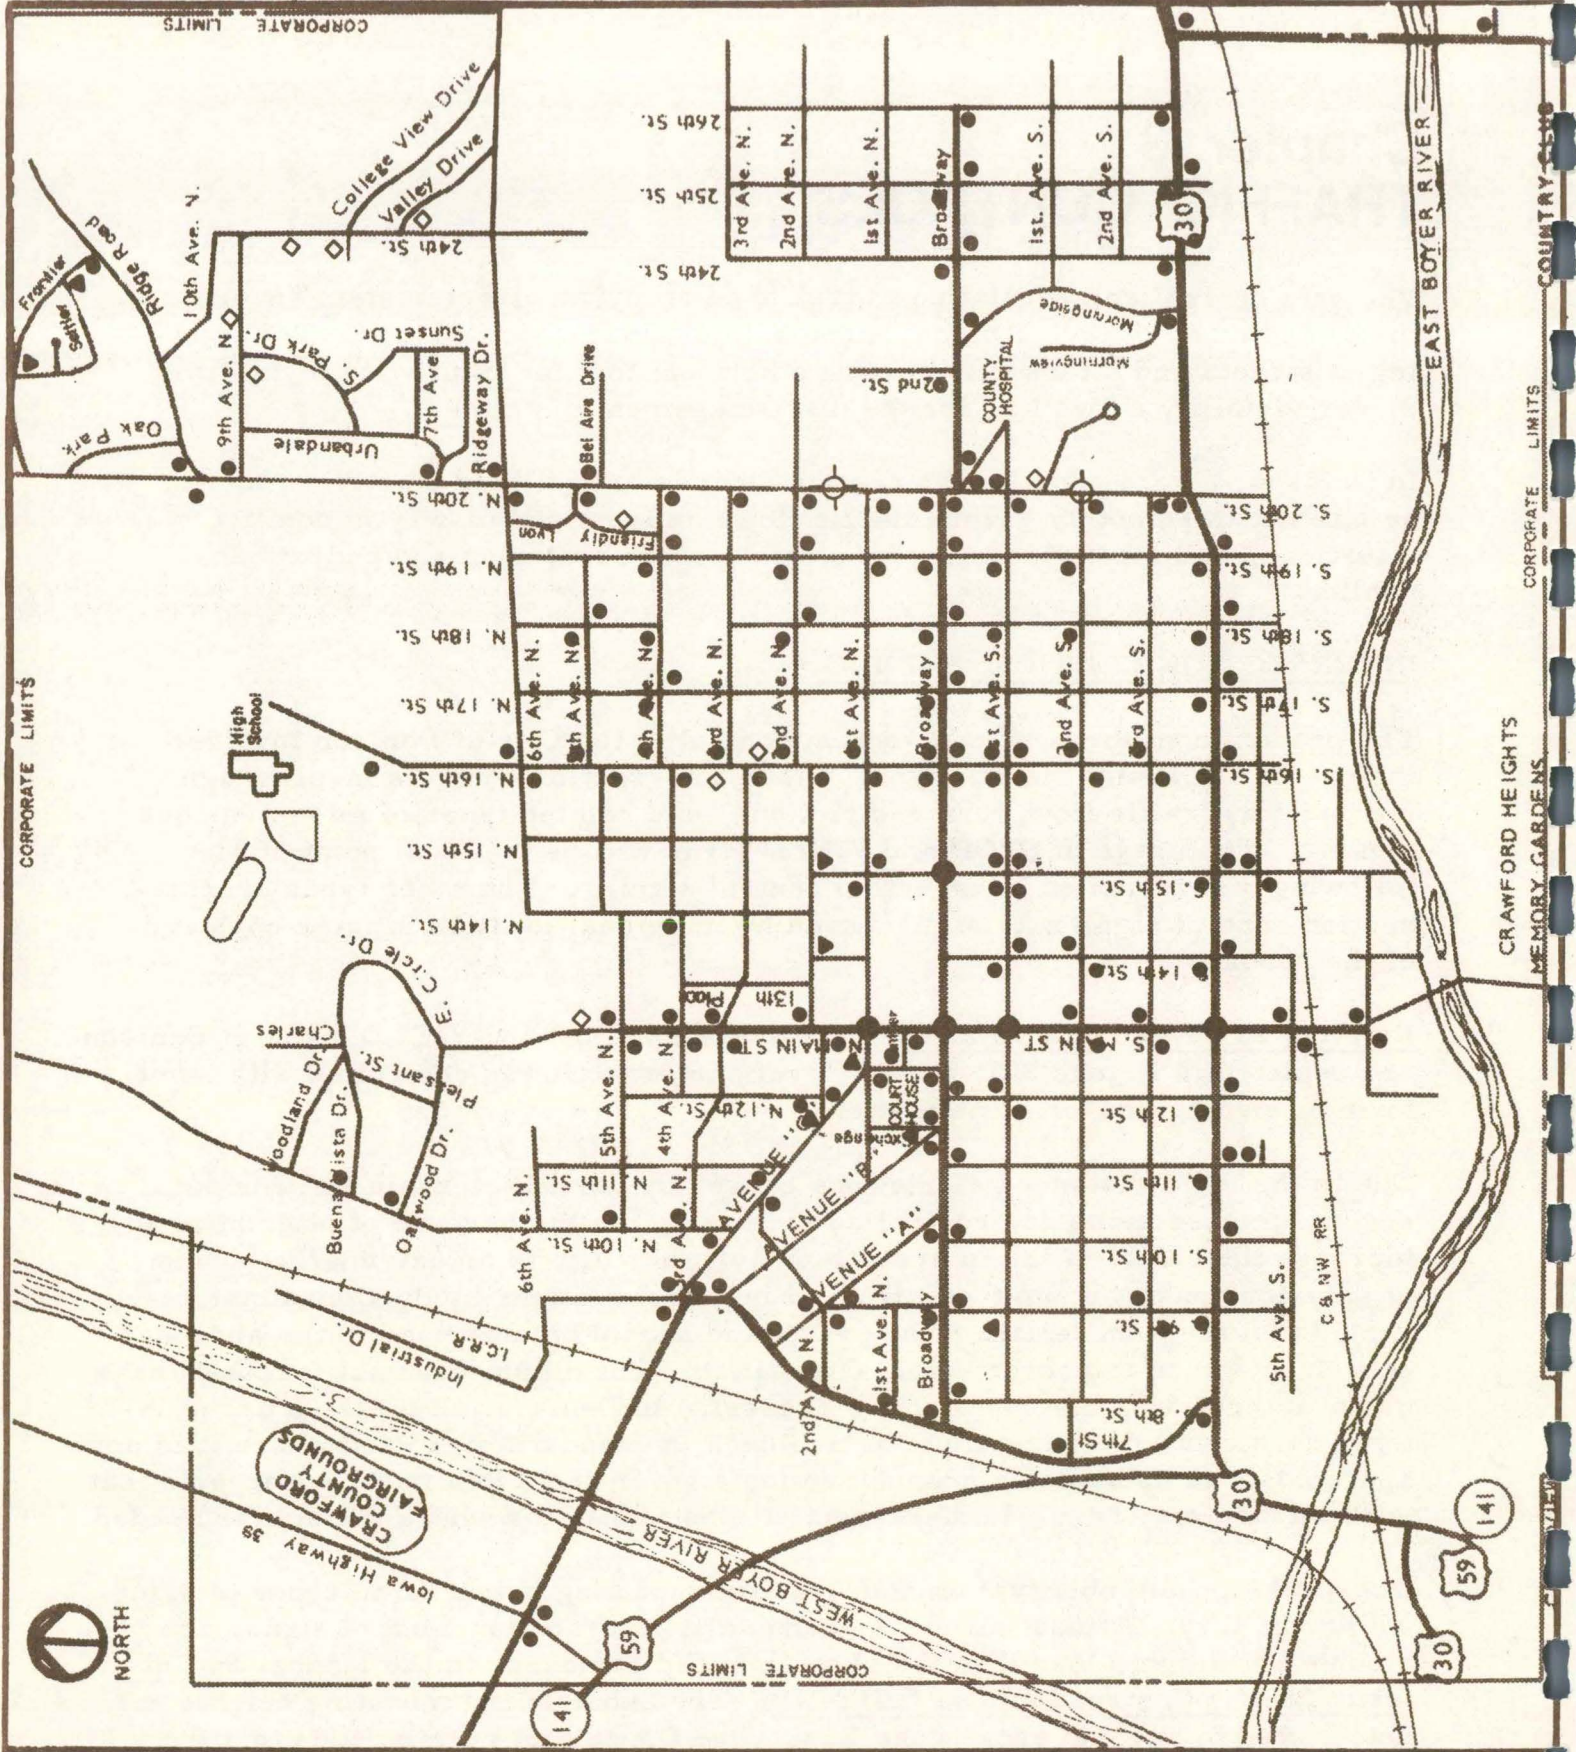 CORPORATE LIMITS
CORPORATE LIMITS
CORPORATE LIMITS
CORPORATE LIMITS
NORTH
Iowa Highway 39
CRAWFORD
COUNTY
FAIRGROUNDS
WEST BOYER RIVER
EAST BOYER RIVER
Industrial Dr.
I.C.R.R.
C & NW RR
141
59
30
141
59
30
30
Buena Vista Dr.
Oakwood Dr.
Pleasant St.
Charles
E. Circle Dr.
High
School
Frontier
Settler
Ridge Road
Oak Park
10th Ave. N.
9th Ave. N.
S. Park Dr.
Sunset Dr.
Urbandale
7th Ave
Ridgeway Dr.
College View Drive
Valley Drive
24th St.
Bel Aire Drive
Lyon
Friendly
26th St.
25th St.
24th St.
22nd St.
3rd Ave. N.
2nd Ave. N.
1st Ave. N.
Broadway
1st. Ave. S.
2nd Ave. S.
Morningside
Morningview
COUNTY
HOSPITAL
N. 20th St.
N. 19th St.
N. 18th St.
N. 17th St.
N. 16th St.
N. 15th St.
N. 14th St.
13th
Place
N. 12th St.
N. 11th St.
N. 10th St.
S. 20th St.
S. 19th St.
S. 18th St.
S. 17th St.
S. 16th St.
S. 15th St.
S. 14th St.
S. MAIN ST.
N. MAIN ST
S. 12th St.
S. 11th St.
S. 10th St.
S. 9th St.
S. 8th St.
7th St
6th Ave. N.
5th Ave. N.
4th Ave. N.
3rd Ave. N.
2nd Ave. N.
1st Ave. N.
Broadway
1st Ave. S.
2nd Ave. S.
3rd Ave. S.
6th Ave. N.
5th Ave. N.
4th Ave. N.
3rd Ave. N.
2nd Ave. N.
1st Ave. N.
Broadway
5th Ave. S.
COURT
HOUSE
Exchange
AVENUE
AVENUE "B"
AVENUE "A"
COUNTRY CLUB
CRAWFORD HEIGHTS
MEMORY GARDENS